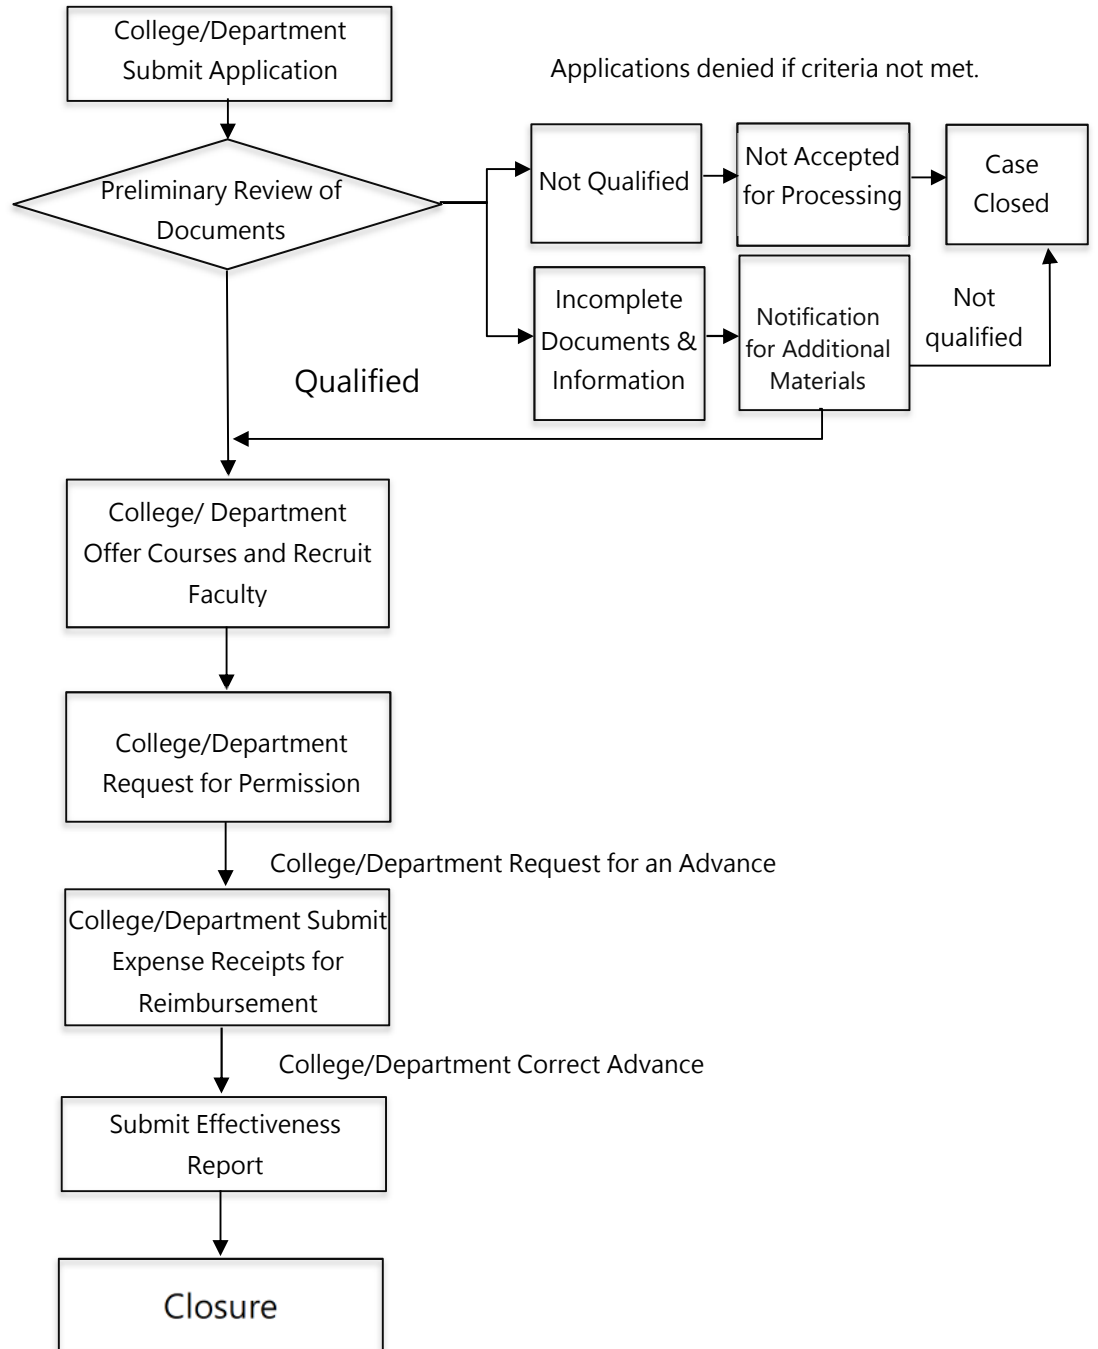 College/Department
Submit Application
Applications denied if criteria not met.
Preliminary Review of
Documents
Not Qualified
Not Accepted
for Processing
Case
Closed
Incomplete
Documents &
Information
Notification
for Additional
Materials
Not
qualified
Qualified
College/ Department
Offer Courses and Recruit
Faculty
College/Department
Request for Permission
College/Department Request for an Advance
College/Department Submit
Expense Receipts for
Reimbursement
College/Department Correct Advance
Submit Effectiveness
Report
Closure